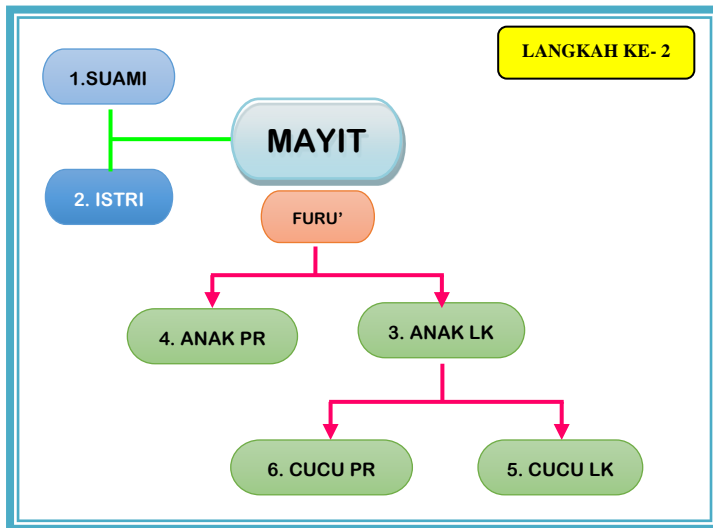 LANGKAH KE- 2
1.SUAMI
MAYIT
2. ISTRI
FURU’
4. ANAK PR
3. ANAK LK
6. CUCU PR
5. CUCU LK